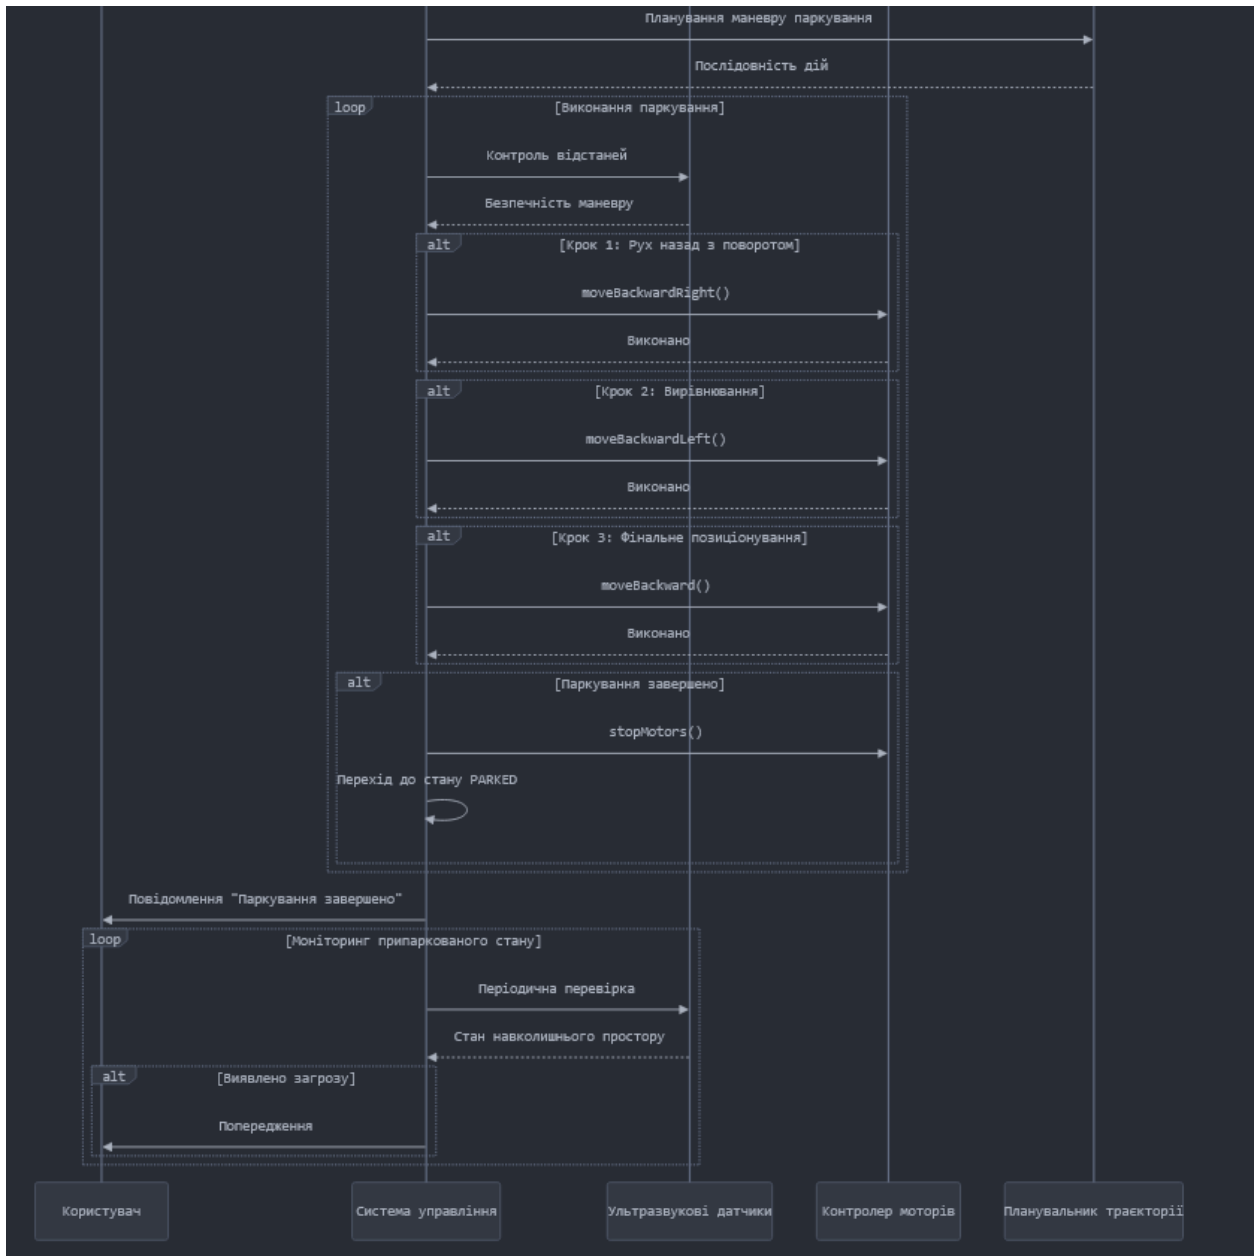 Планування маневру паркування
Послідовність дій
loop
[Виконання паркування]
Контроль відстаней
Безпечність маневру
alt
[Крок 1: Рух назад з поворотом]
moveBackwardRight()
Виконано
alt
[Крок 2: Вирівнювання]
moveBackwardLeft()
Виконано
alt
[Крок 3: Фінальне позиціонування]
moveBackward()
Виконано
alt
[Паркування завершено]
stopMotors()
Перехід до стану PARKED
Повідомлення "Паркування завершено"
loop
[Моніторинг припаркованого стану]
Періодична перевірка
Стан навколишнього простору
alt
[Виявлено загрозу]
Попередження
Користувач
Система управління
Ультразвукові датчики
Контролер моторів
Планувальник траєкторії